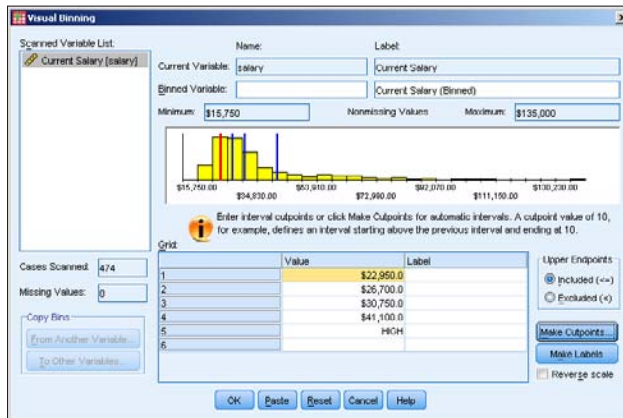 Visual Binning
Scanned Variable List:
Current Salary [salary]
Name:
Label:
Current Variable:
salary
Current Salary
Binned Variable:
Current Salary (Binned)
Minimum:
$15,750
Nonmissing Values
Maximum:
$135,000
$15,750.00
$34,830.00
$53,910.00
$72,990.00
$92,070.00
$111,150.00
$130,230.00
Enter interval cutpoints or click Make Cutpoints for automatic intervals. A cutpoint value of 10,
for example, defines an interval starting above the previous interval and ending at 10.
Grid:
Value
Label
1
$22,950.0
2
$26,700.0
3
$30,750.0
4
$41,100.0
5
HIGH
6
Cases Scanned:
474
Missing Values:
0
Copy Bins
From Another Variable...
To Other Variables...
Upper Endpoints
Included (<=)
Excluded (<)
Make Cutpoints...
Make Labels
Reverse scale
OK
Paste
Reset
Cancel
Help